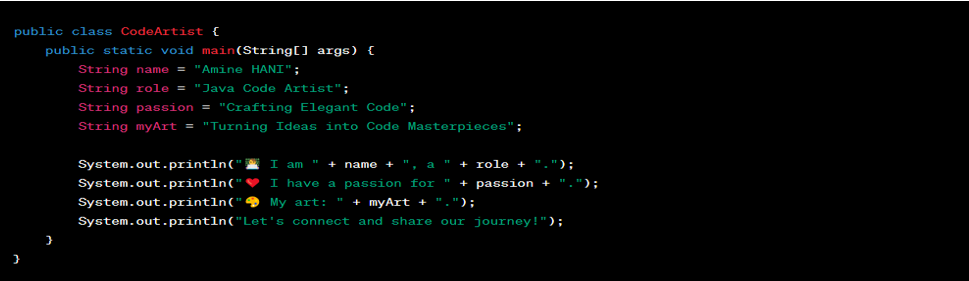 public class CodeArtist {
    public static void main(String[] args) {
        String name = "Amine HANI";
        String role = "Java Code Artist";
        String passion = "Crafting Elegant Code";
        String myArt = "Turning Ideas into Code Masterpieces";

        System.out.println("👨‍💻 I am " + name + ", a " + role + ".");
        System.out.println("❤️ I have a passion for " + passion + ".");
        System.out.println("🎨 My art: " + myArt + ".");
        System.out.println("Let's connect and share our journey!");
    }
}